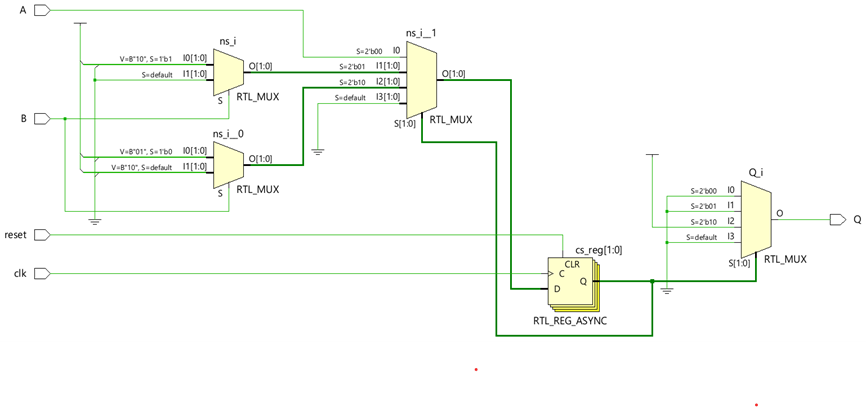 A
ns_i
V=B"10", S=1'b1 I0[1:0]
S=default I1[1:0]
O[1:0]
S
RTL_MUX
B
ns_i__0
V=B"01", S=1'b0 I0[1:0]
V=B"10", S=default I1[1:0]
O[1:0]
S
RTL_MUX
ns_i__1
S=2'b00 I0
S=2'b01 I1[1:0]
S=2'b10 I2[1:0]
S=default I3[1:0]
O[1:0]
S[1:0]
RTL_MUX
reset
clk
cs_reg[1:0]
CLR
C
D
Q
RTL_REG_ASYNC
Q_i
S=2'b00 I0
S=2'b01 I1
S=2'b10 I2
S=default I3
O
S[1:0]
RTL_MUX
Q